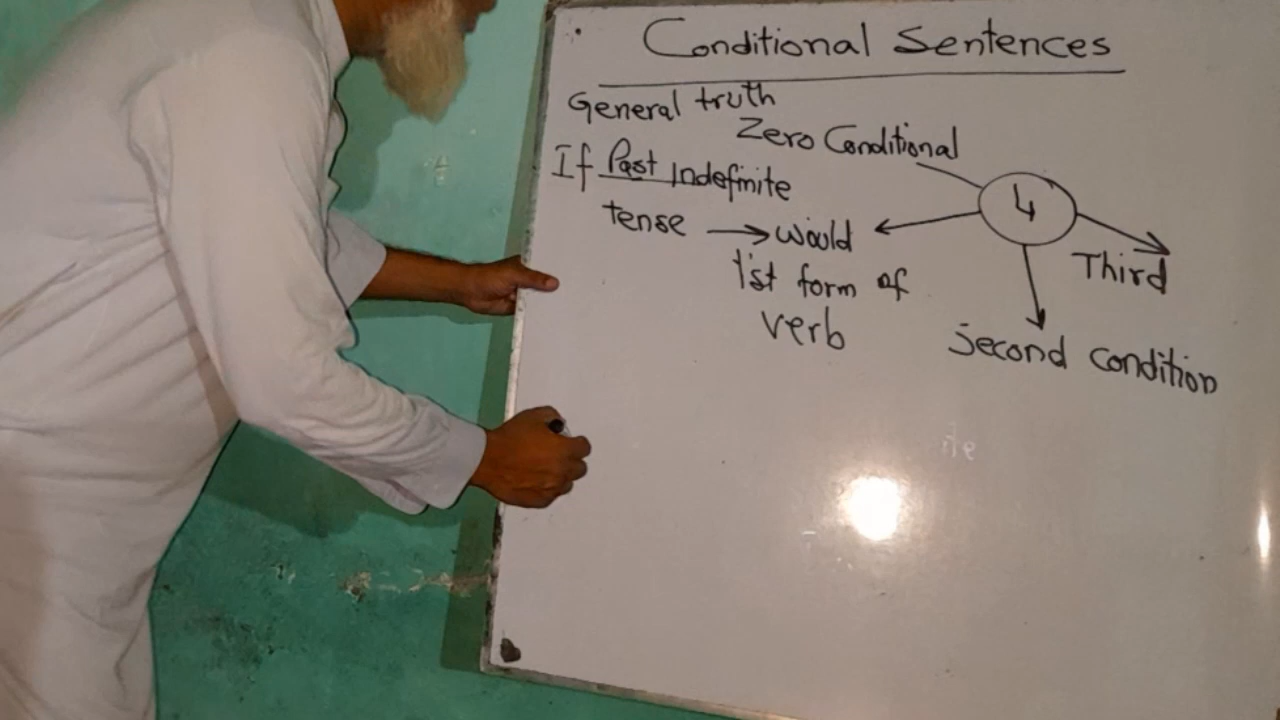 Conditional Sentences
General truth
Zero Conditional
If Past Indefinite
tense → would
1'st form of
verb
4
Third
Second condition